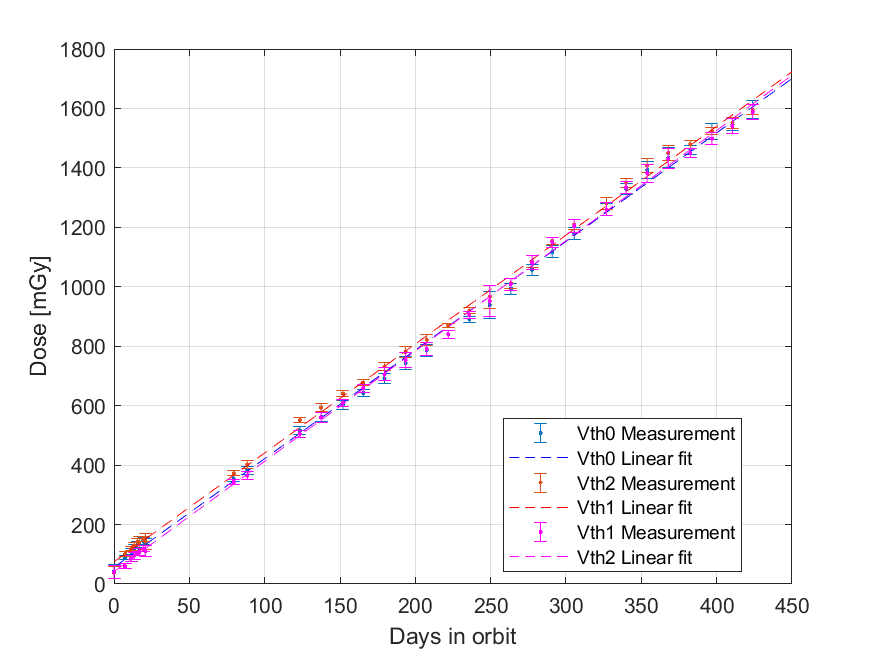 1800
1600
1400
1200
1000
800
600
400
200
0
Dose [mGy]
0 50 100 150 200 250 300 350 400 450
Days in orbit
Vth0 Measurement
Vth0 Linear fit
Vth2 Measurement
Vth1 Linear fit
Vth1 Measurement
Vth2 Linear fit